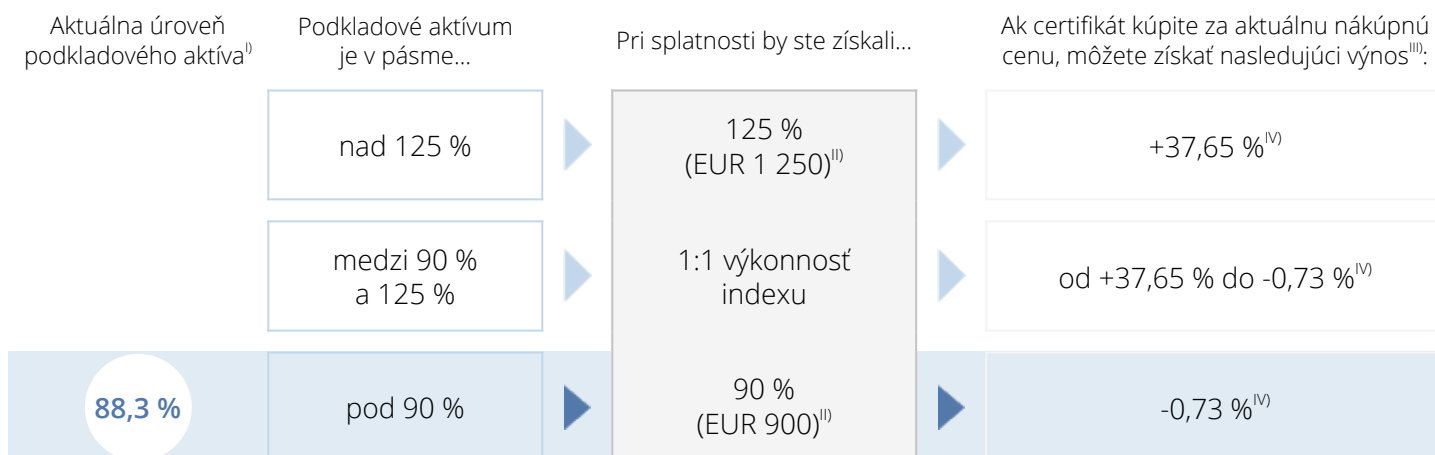 Aktuálna úroveň
podkladového aktíva I)
Podkladové aktívum
je v pásme...
Pri splatnosti by ste získali...
Ak certifikát kúpite za aktuálnu nákúpnú
cenu, môžete získať nasledujúci výnos III):
nad 125 %
125 %
(EUR 1 250) II)
+37,65 % IV)
medzi 90 %
a 125 %
1:1 výkonnosť
indexu
od +37,65 % do -0,73 % IV)
88,3 %
pod 90 %
90 %
(EUR 900) II)
-0,73 % IV)